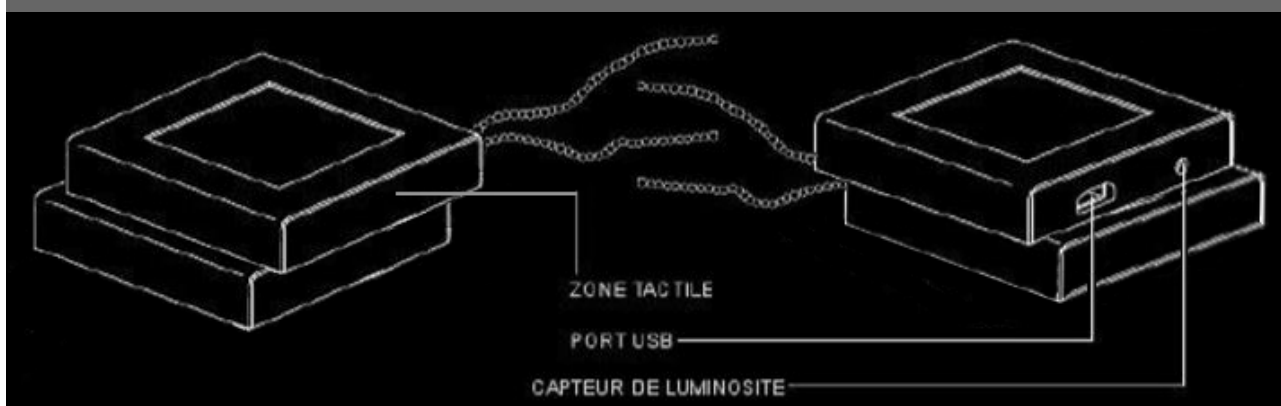 ZONE TACTILE
PORT USB
CAPTEUR DE LUMINOSITE